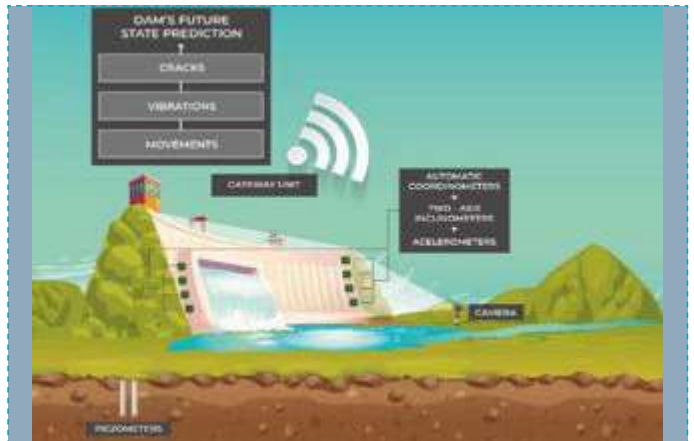 DAM'S FUTURE
STATE PREDICTION
CRACKS
VIBRATIONS
MOVEMENTS
GATEWAY UNIT
AUTOMATIC
COORDINOMETERS
TWO - AXIS
INCLINOMETERS
ACELEROMETERS
CAMERA
PIEZOMETERS